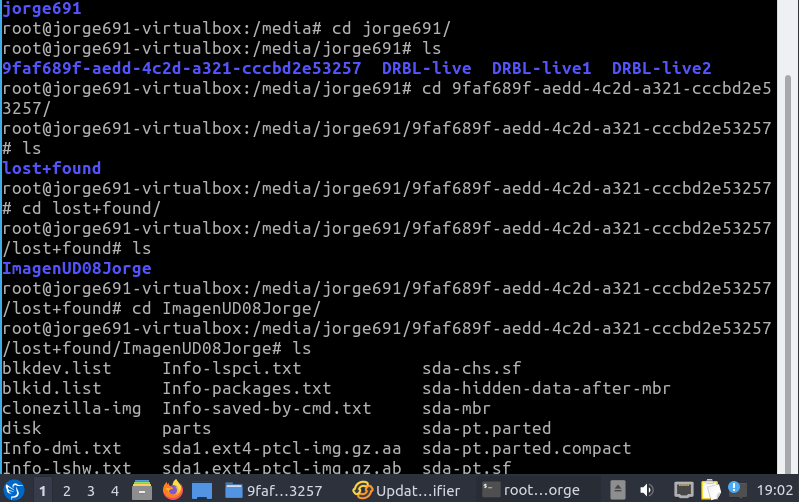 jorge691
root@jorge691-virtualbox:/media# cd jorge691/
root@jorge691-virtualbox:/media/jorge691# ls
9faf689f-aedd-4c2d-a321-cccbd2e53257  DRBL-live  DRBL-live1  DRBL-live2
root@jorge691-virtualbox:/media/jorge691# cd 9faf689f-aedd-4c2d-a321-cccbd2e5
3257/
root@jorge691-virtualbox:/media/jorge691/9faf689f-aedd-4c2d-a321-cccbd2e53257
# ls
lost+found
root@jorge691-virtualbox:/media/jorge691/9faf689f-aedd-4c2d-a321-cccbd2e53257
# cd lost+found/
root@jorge691-virtualbox:/media/jorge691/9faf689f-aedd-4c2d-a321-cccbd2e53257
/lost+found# ls
ImagenUD08Jorge
root@jorge691-virtualbox:/media/jorge691/9faf689f-aedd-4c2d-a321-cccbd2e53257
/lost+found# cd ImagenUD08Jorge/
root@jorge691-virtualbox:/media/jorge691/9faf689f-aedd-4c2d-a321-cccbd2e53257
/lost+found/ImagenUD08Jorge# ls
blkdev.list     Info-lspci.txt            sda-chs.sf
blkid.list      Info-packages.txt         sda-hidden-data-after-mbr
clonezilla-img  Info-saved-by-cmd.txt     sda-mbr
disk            parts                     sda-pt.parted
Info-dmi.txt    sda1.ext4-ptcl-img.gz.aa  sda-pt.parted.compact
Info-lshw.txt   sda1.ext4-ptcl-img.gz.ab  sda-pt.sf
1 2 3 4 9faf…3257 Updat…ifier root…orge 19:02